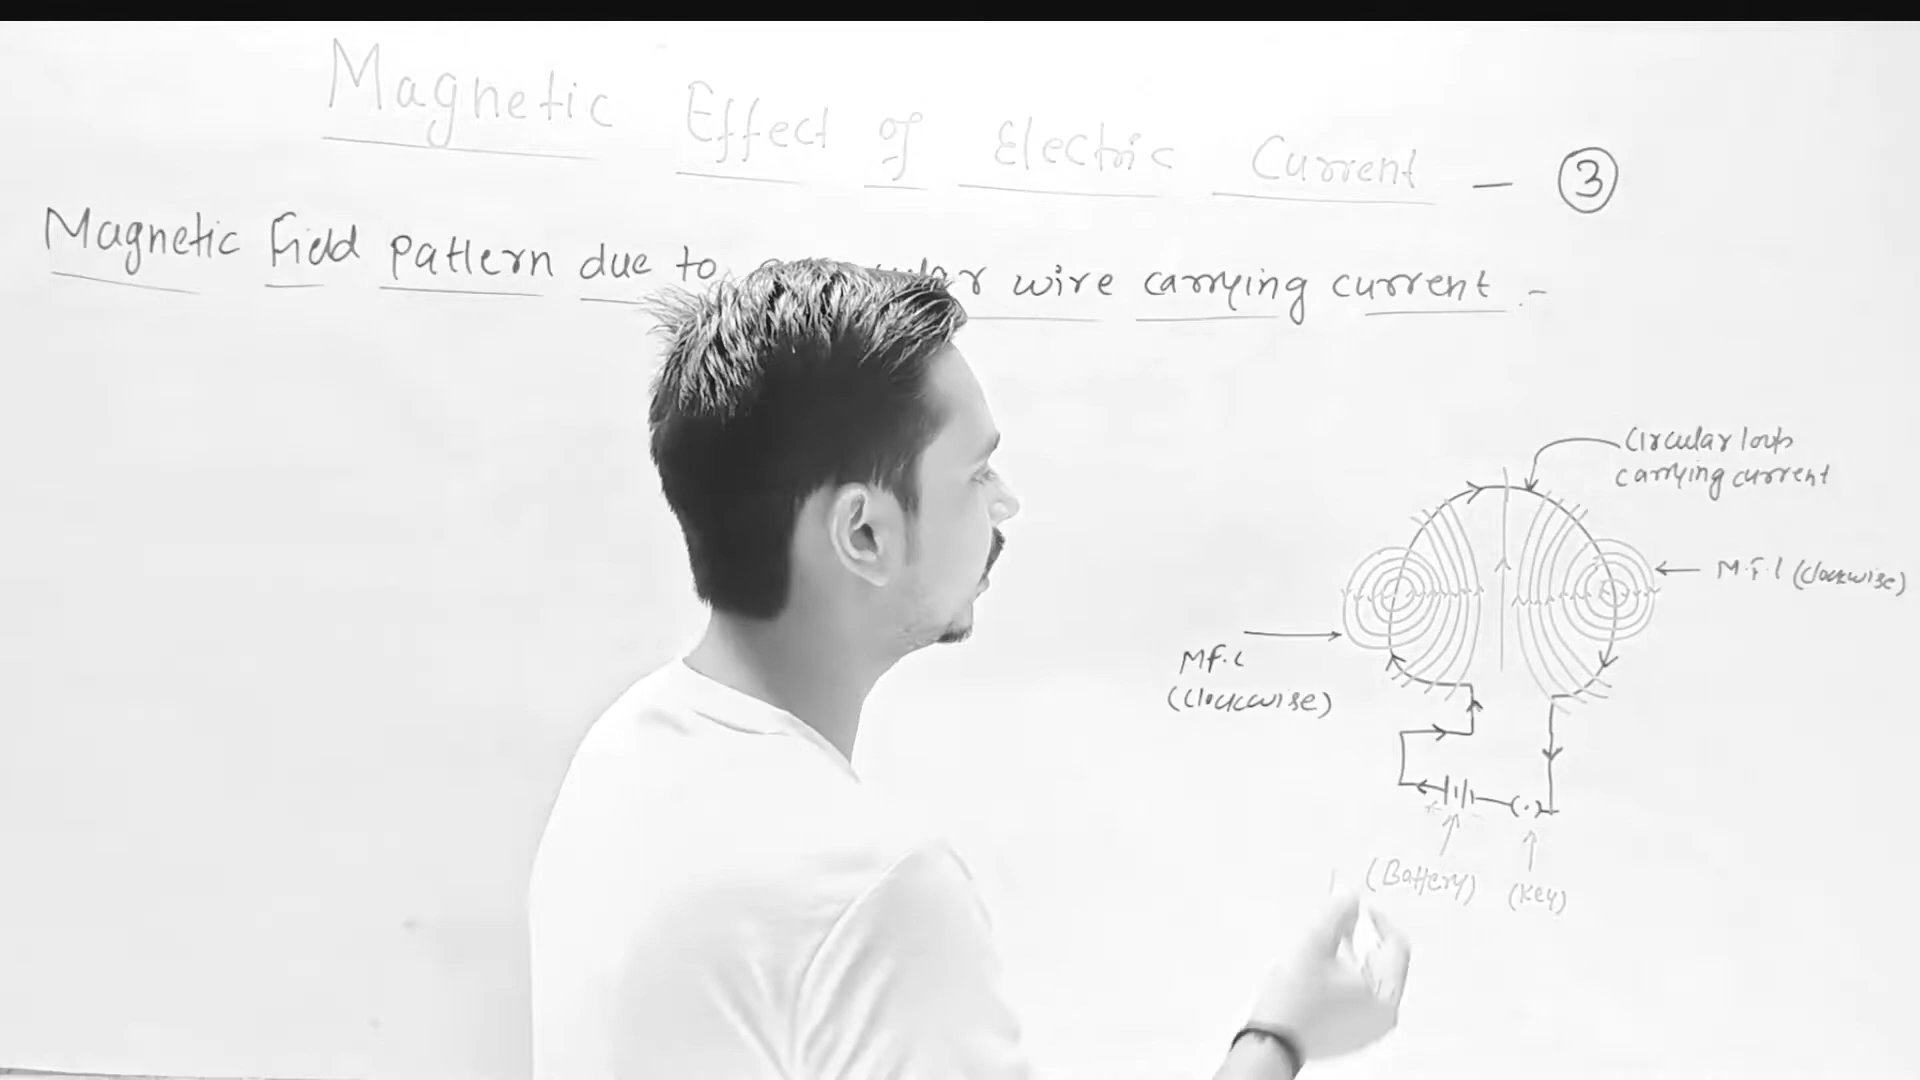 Magnetic Effect of Electric Current - ③
Magnetic field pattern due to wire carrying current :-
Circular loop
carrying current
M.F.L (Clockwise)
M.F.L
(Clockwise)
(Battery)
(Key)